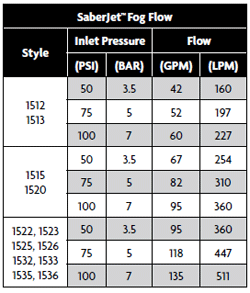 SaberJet™ Fog Flow
Style Inlet Pressure Flow
(PSI) (BAR) (GPM) (LPM)
1512
1513
50 3.5 42 160
75 5 52 197
100 7 60 227
1515
1520
50 3.5 67 254
75 5 82 310
100 7 95 360
1522, 1523
1525, 1526
1532, 1533
1535, 1536
50 3.5 95 360
75 5 118 447
100 7 135 511